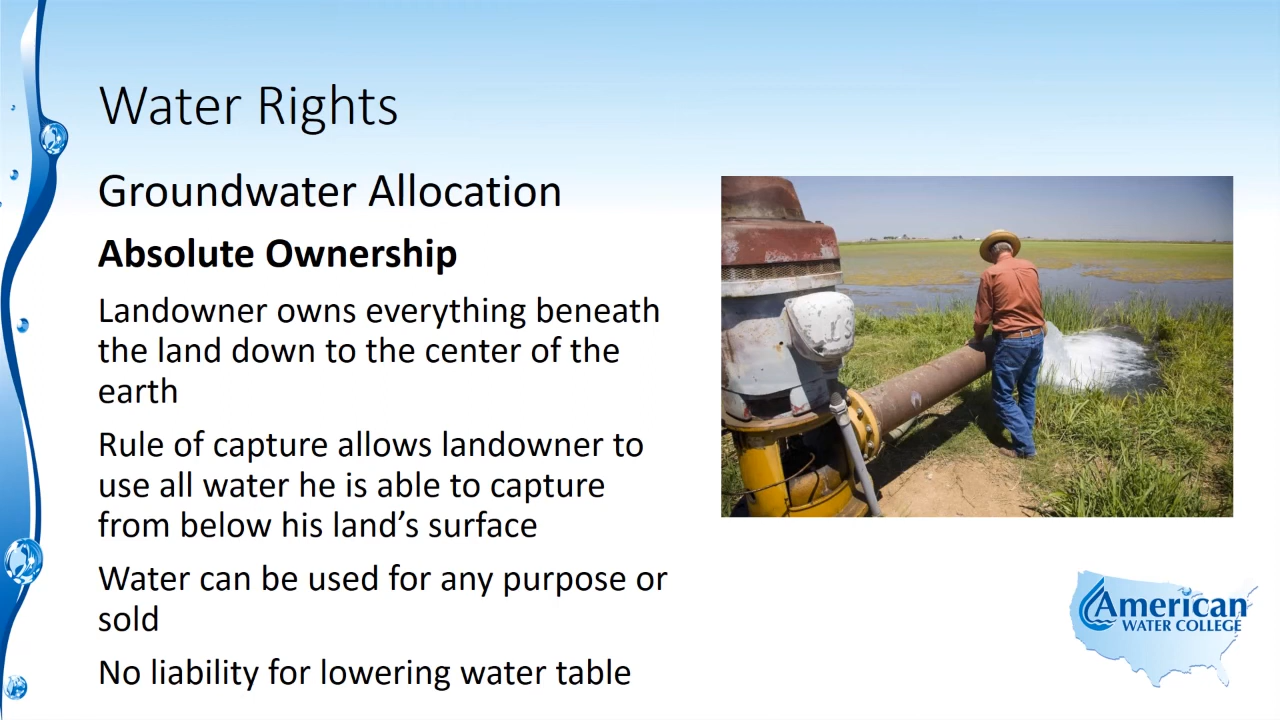 Water Rights
Groundwater Allocation
Absolute Ownership
Landowner owns everything beneath
the land down to the center of the
earth
Rule of capture allows landowner to
use all water he is able to capture
from below his land’s surface
Water can be used for any purpose or
sold
No liability for lowering water table
American
WATER COLLEGE